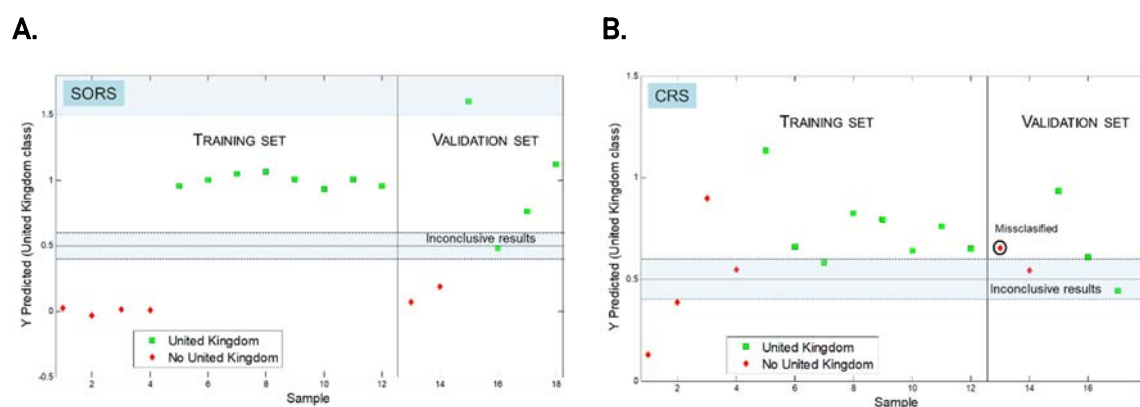 A.
SORS
TRAINING SET
VALIDATION SET
Inconclusive results
United Kingdom
No United Kingdom
Y Predicted (United Kingdom class)
1.5
1
0.5
0
-0.5
2
4
6
8
10
12
14
16
18
Sample
B.
CRS
TRAINING SET
VALIDATION SET
Missclassified
Inconclusive results
United Kingdom
No United Kingdom
Y Predicted (United Kingdom class)
1.5
1
0.5
0
2
4
6
8
10
12
14
16
Sample